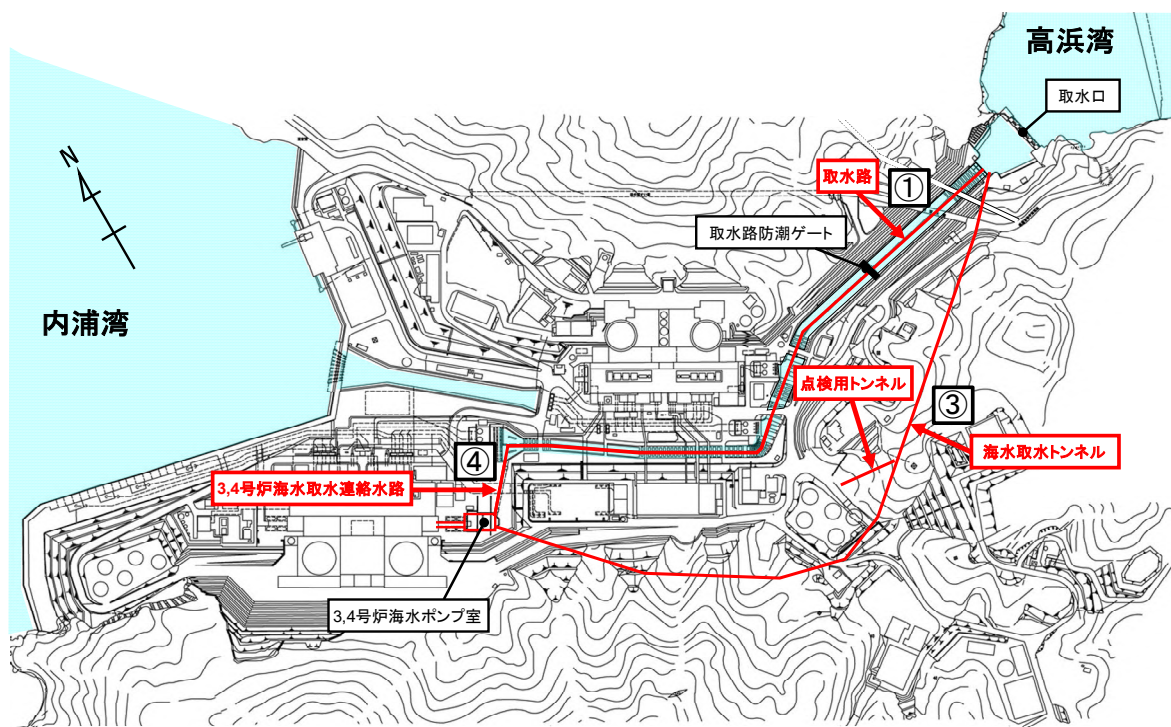 高浜湾
取水口
N
取水路
①
取水路防潮ゲート
内浦湾
点検用トンネル
③
海水取水トンネル
④
3,4号炉海水取水連絡水路
3,4号炉海水ポンプ室